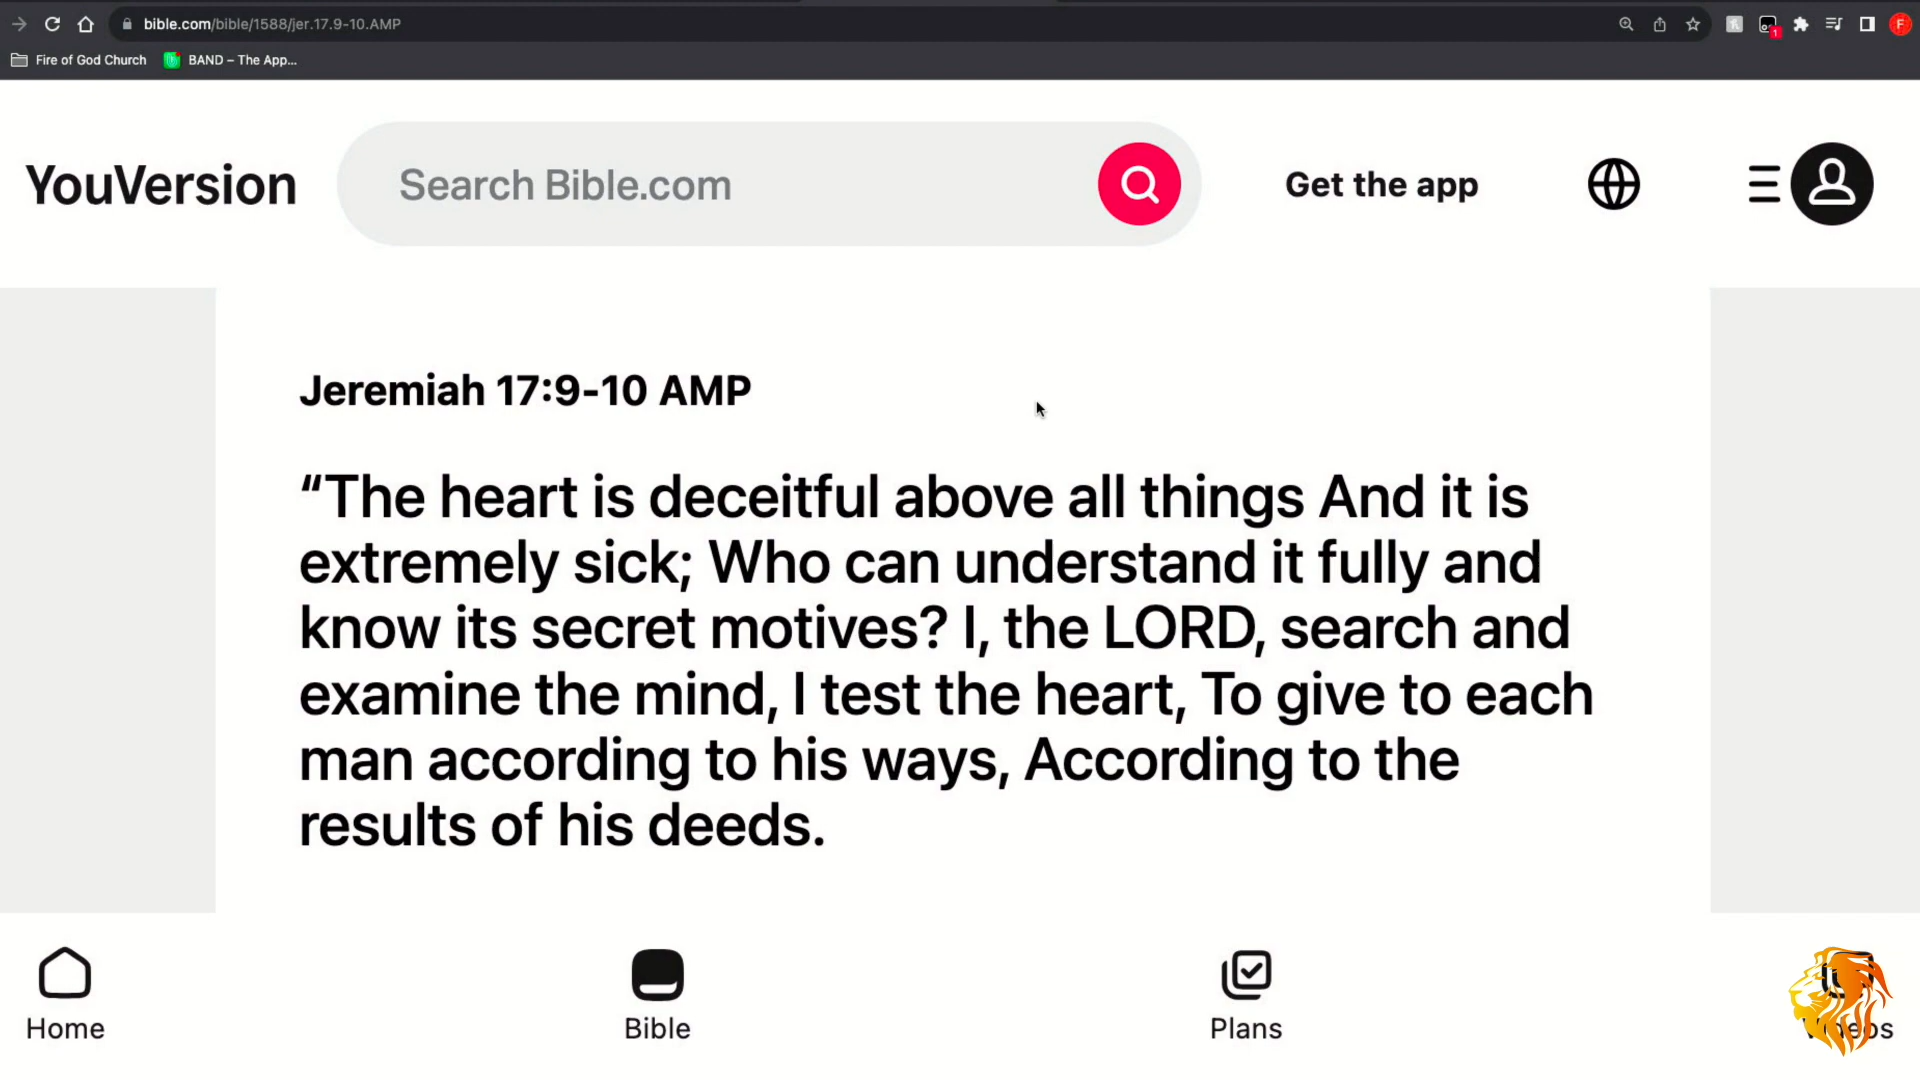 bible.com/bible/1588/jer.17.9-10.AMP
1
F
Fire of God Church
BAND – The App...
YouVersion
Search Bible.com
Get the app
Jeremiah 17:9-10 AMP
“The heart is deceitful above all things And it is
extremely sick; Who can understand it fully and
know its secret motives? I, the LORD, search and
examine the mind, I test the heart, To give to each
man according to his ways, According to the
results of his deeds.
Home
Bible
Plans
Videos